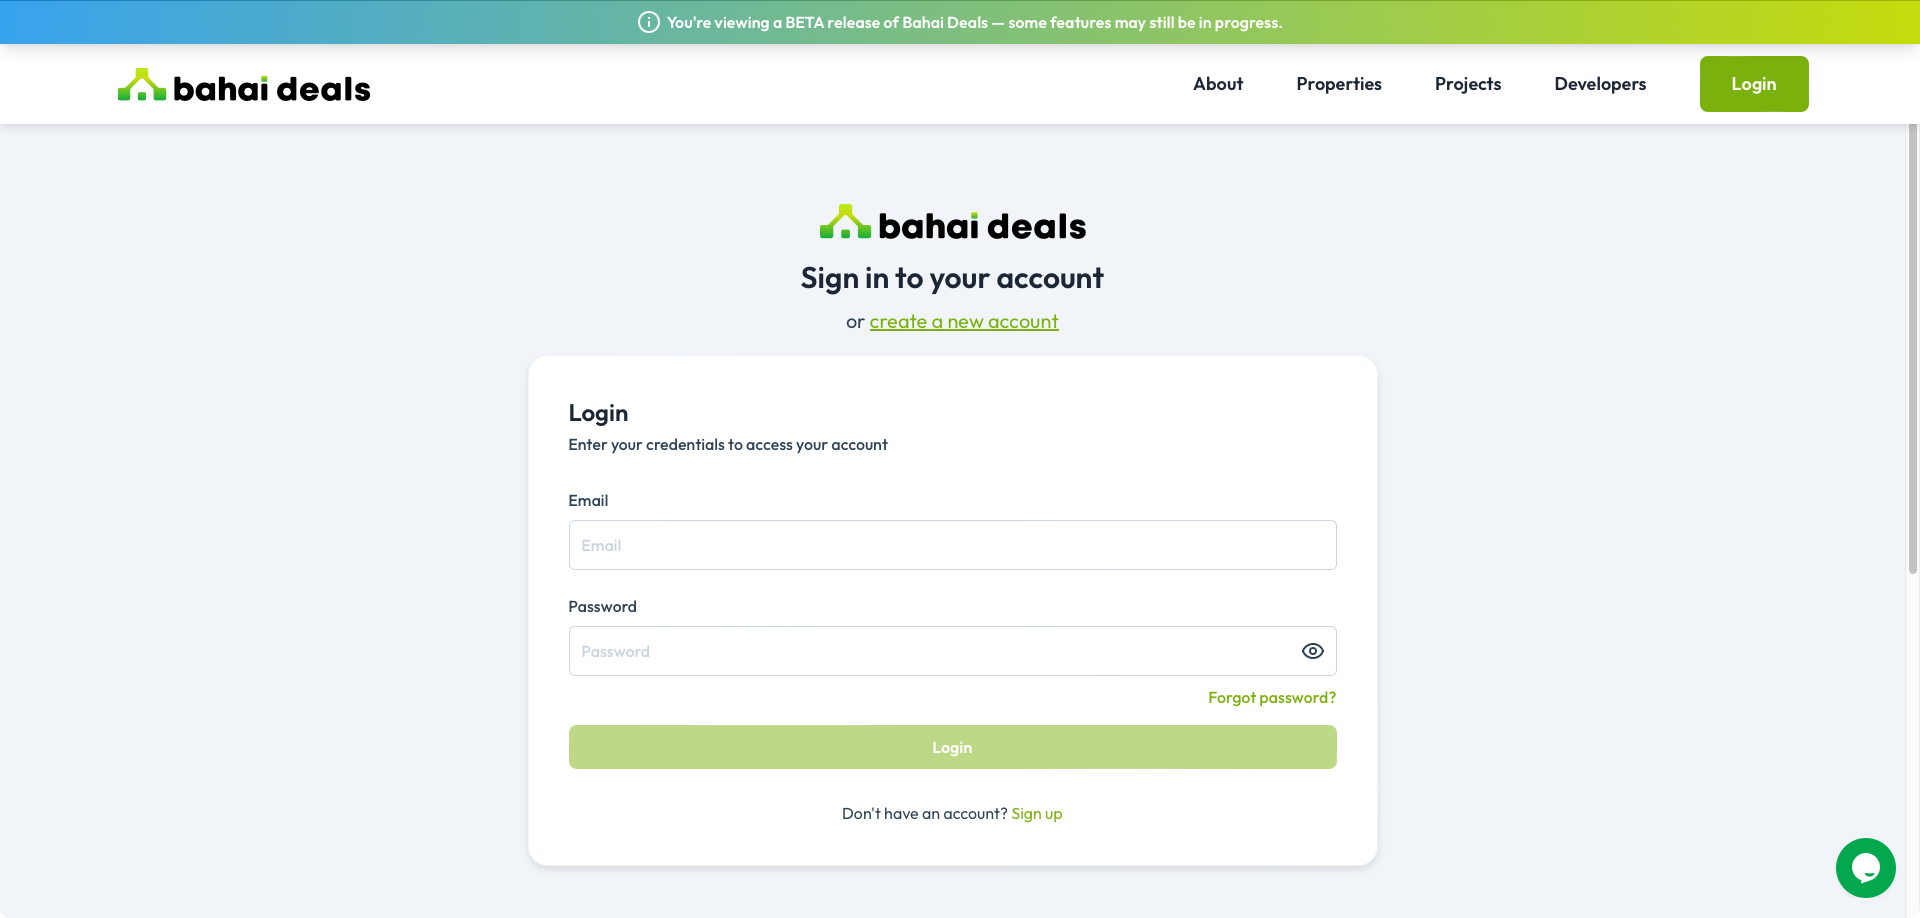 You're viewing a BETA release of Bahai Deals — some features may still be in progress.
bahai deals
About
Properties
Projects
Developers
Login
bahai deals
Sign in to your account
or create a new account
Login
Enter your credentials to access your account
Email
Email
Password
Password
Forgot password?
Login
Don't have an account? Sign up